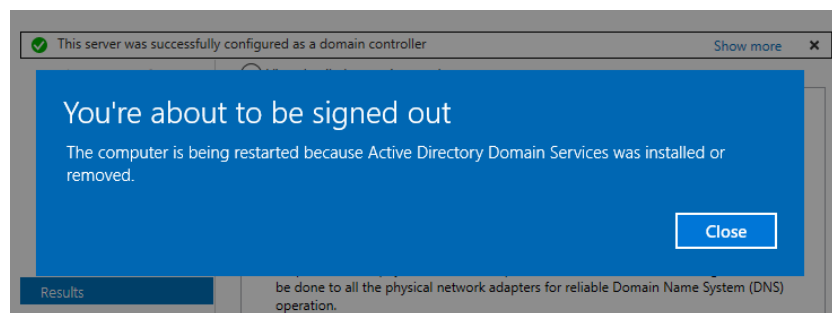 This server was successfully configured as a domain controller
Show more
You're about to be signed out
The computer is being restarted because Active Directory Domain Services was installed or
removed.
Close
Results
be done to all the physical network adapters for reliable Domain Name System (DNS)
operation.